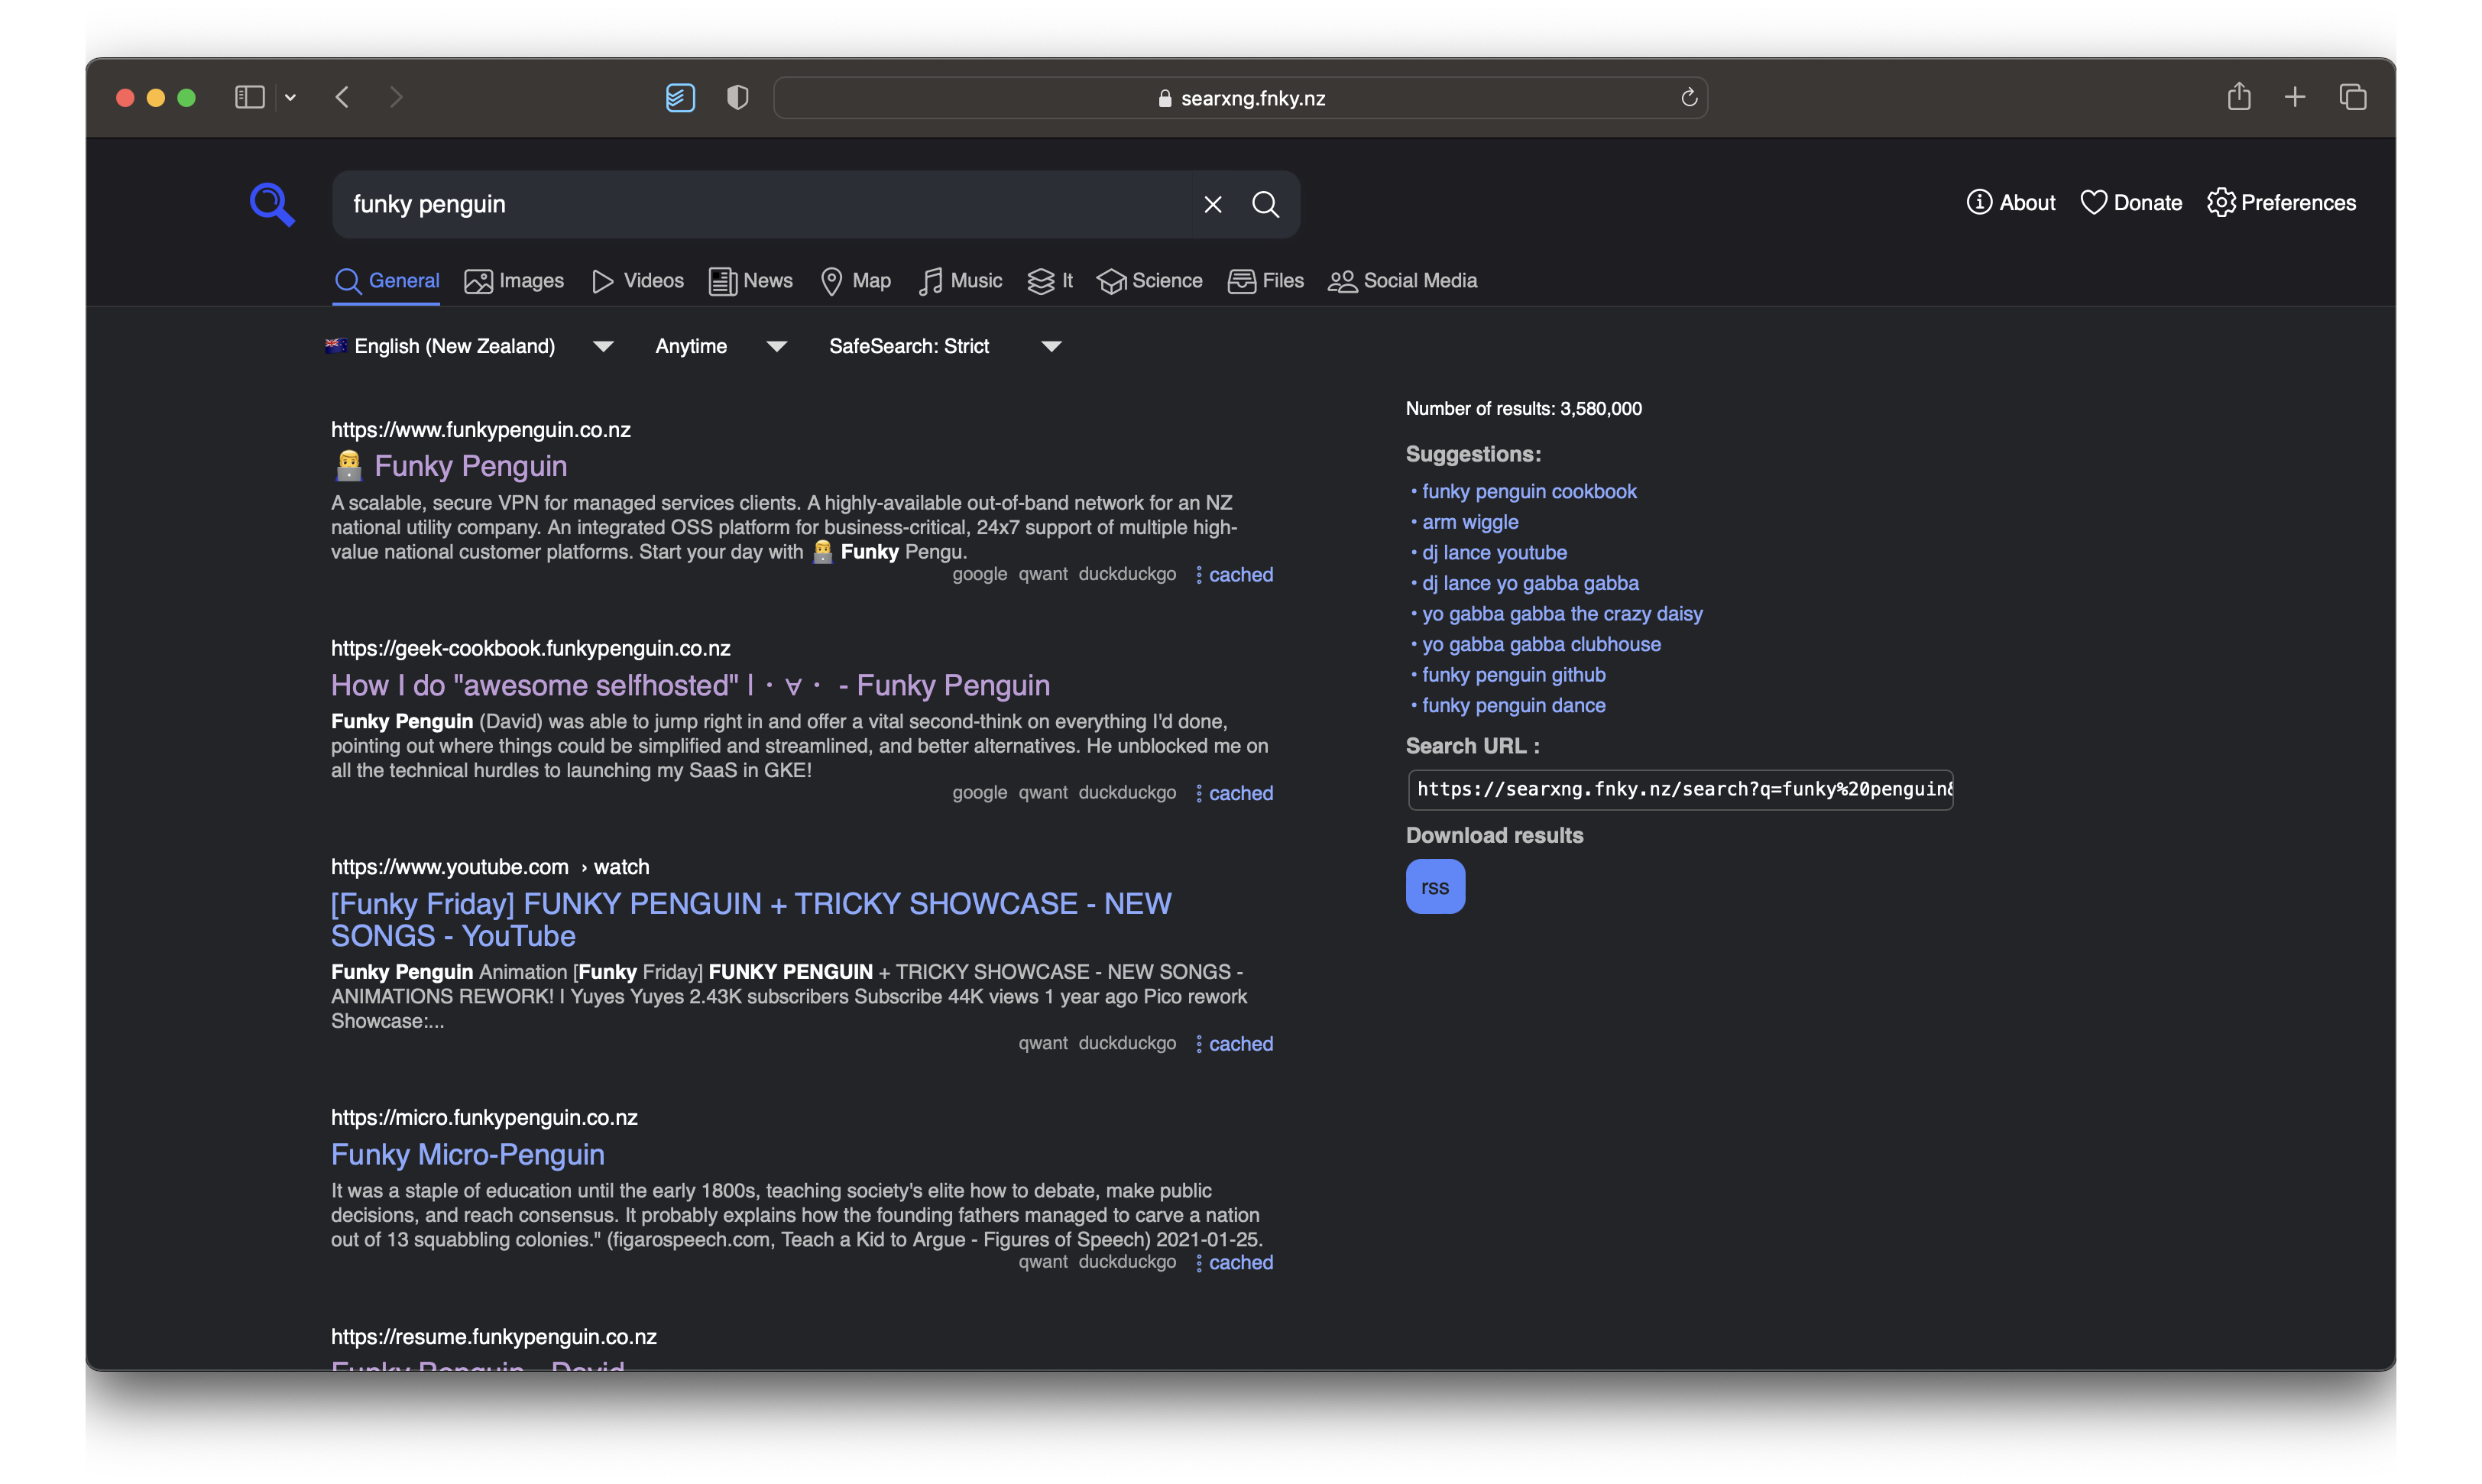 searxng.fnky.nz
funky penguin
About Donate Preferences
General Images Videos News Map Music It Science Files Social Media
English (New Zealand) Anytime SafeSearch: Strict
https://www.funkypenguin.co.nz
👨‍💻 Funky Penguin
A scalable, secure VPN for managed services clients. A highly-available out-of-band network for an NZ
national utility company. An integrated OSS platform for business-critical, 24x7 support of multiple high-
value national customer platforms. Start your day with 👨‍💻 Funky Pengu.
google qwant duckduckgo cached
https://geek-cookbook.funkypenguin.co.nz
How I do "awesome selfhosted" | ・ ∀ ・ - Funky Penguin
Funky Penguin (David) was able to jump right in and offer a vital second-think on everything I'd done,
pointing out where things could be simplified and streamlined, and better alternatives. He unblocked me on
all the technical hurdles to launching my SaaS in GKE!
google qwant duckduckgo cached
https://www.youtube.com › watch
[Funky Friday] FUNKY PENGUIN + TRICKY SHOWCASE - NEW
SONGS - YouTube
Funky Penguin Animation [Funky Friday] FUNKY PENGUIN + TRICKY SHOWCASE - NEW SONGS -
ANIMATIONS REWORK! | Yuyes Yuyes 2.43K subscribers Subscribe 44K views 1 year ago Pico rework
Showcase:...
qwant duckduckgo cached
https://micro.funkypenguin.co.nz
Funky Micro-Penguin
It was a staple of education until the early 1800s, teaching society's elite how to debate, make public
decisions, and reach consensus. It probably explains how the founding fathers managed to carve a nation
out of 13 squabbling colonies." (figarospeech.com, Teach a Kid to Argue - Figures of Speech) 2021-01-25.
qwant duckduckgo cached
https://resume.funkypenguin.co.nz
Funky Penguin - David
Number of results: 3,580,000
Suggestions:
• funky penguin cookbook
• arm wiggle
• dj lance youtube
• dj lance yo gabba gabba
• yo gabba gabba the crazy daisy
• yo gabba gabba clubhouse
• funky penguin github
• funky penguin dance
Search URL :
https://searxng.fnky.nz/search?q=funky%20penguin&
Download results
rss